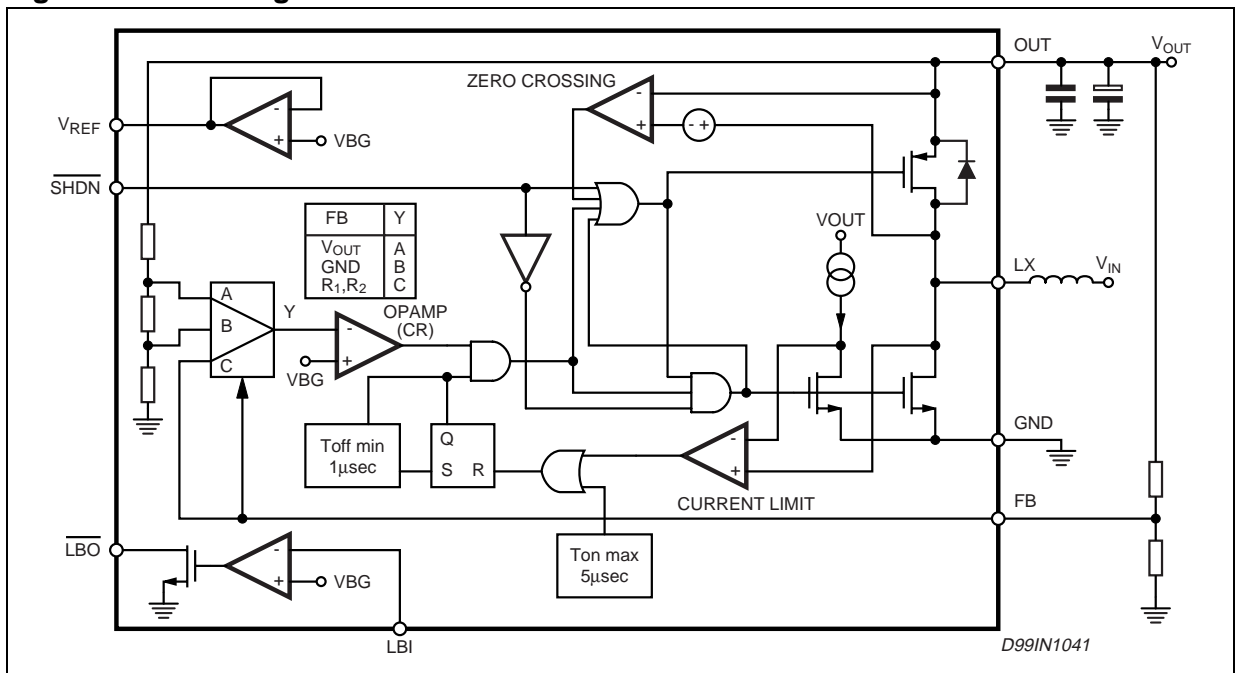 OUT
VOUT
ZERO CROSSING
-
+
- +
VREF
-
+
VBG
SHDN
FB Y
VOUT A
GND B
R1,R2 C
VOUT
LX
VIN
A
B
C
Y
OPAMP
(CR)
-
+
VBG
Toff min
1µsec
Q
S R
-
+
CURRENT LIMIT
GND
FB
Ton max
5µsec
LBO
-
+
VBG
LBI
D99IN1041